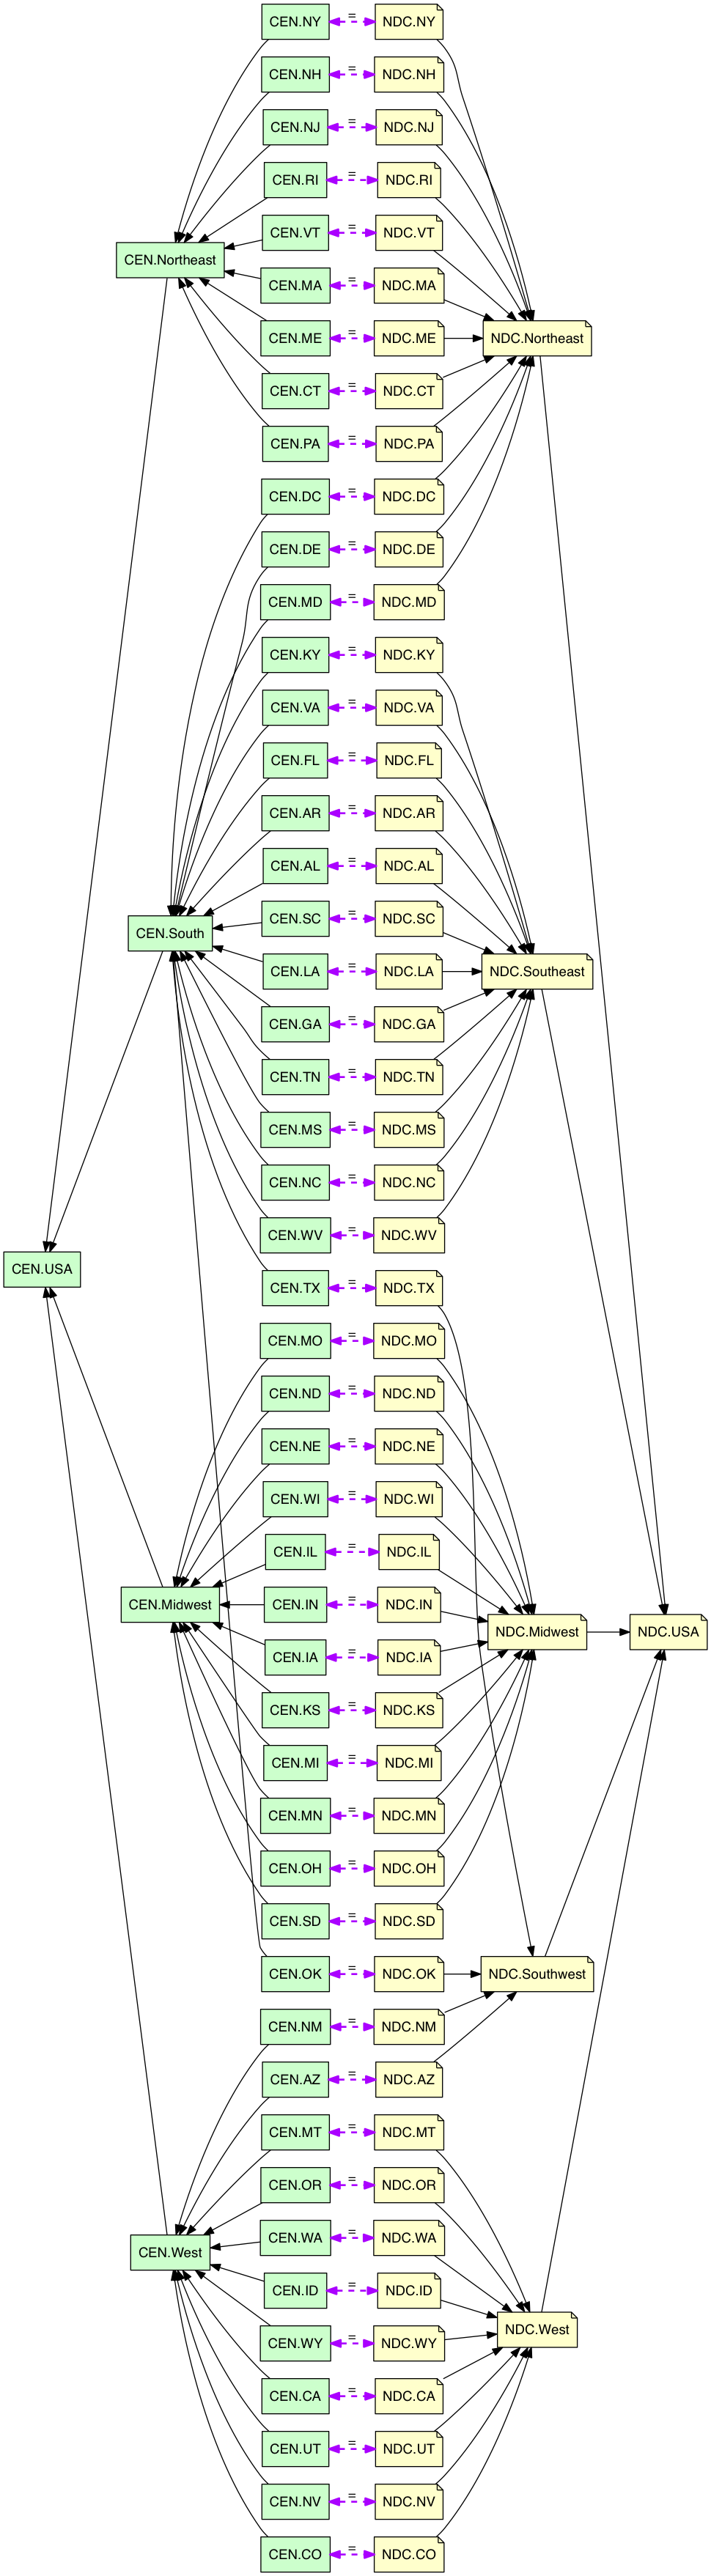 CEN.NY = NDC.NY
CEN.NH = NDC.NH
CEN.NJ = NDC.NJ
CEN.RI = NDC.RI
CEN.VT = NDC.VT
CEN.Northeast
CEN.MA = NDC.MA
CEN.ME = NDC.ME
NDC.Northeast
CEN.CT = NDC.CT
CEN.PA = NDC.PA
CEN.DC = NDC.DC
CEN.DE = NDC.DE
CEN.MD = NDC.MD
CEN.KY = NDC.KY
CEN.VA = NDC.VA
CEN.FL = NDC.FL
CEN.AR = NDC.AR
CEN.AL = NDC.AL
CEN.SC = NDC.SC
CEN.South
CEN.LA = NDC.LA
NDC.Southeast
CEN.GA = NDC.GA
CEN.TN = NDC.TN
CEN.MS = NDC.MS
CEN.NC = NDC.NC
CEN.WV = NDC.WV
CEN.USA
CEN.TX = NDC.TX
CEN.MO = NDC.MO
CEN.ND = NDC.ND
CEN.NE = NDC.NE
CEN.WI = NDC.WI
CEN.IL = NDC.IL
CEN.Midwest
CEN.IN = NDC.IN
NDC.Midwest
NDC.USA
CEN.IA = NDC.IA
CEN.KS = NDC.KS
CEN.MI = NDC.MI
CEN.MN = NDC.MN
CEN.OH = NDC.OH
CEN.SD = NDC.SD
CEN.OK = NDC.OK
NDC.Southwest
CEN.NM = NDC.NM
CEN.AZ = NDC.AZ
CEN.MT = NDC.MT
CEN.OR = NDC.OR
CEN.WA = NDC.WA
CEN.West
CEN.ID = NDC.ID
NDC.West
CEN.WY = NDC.WY
CEN.CA = NDC.CA
CEN.UT = NDC.UT
CEN.NV = NDC.NV
CEN.CO = NDC.CO